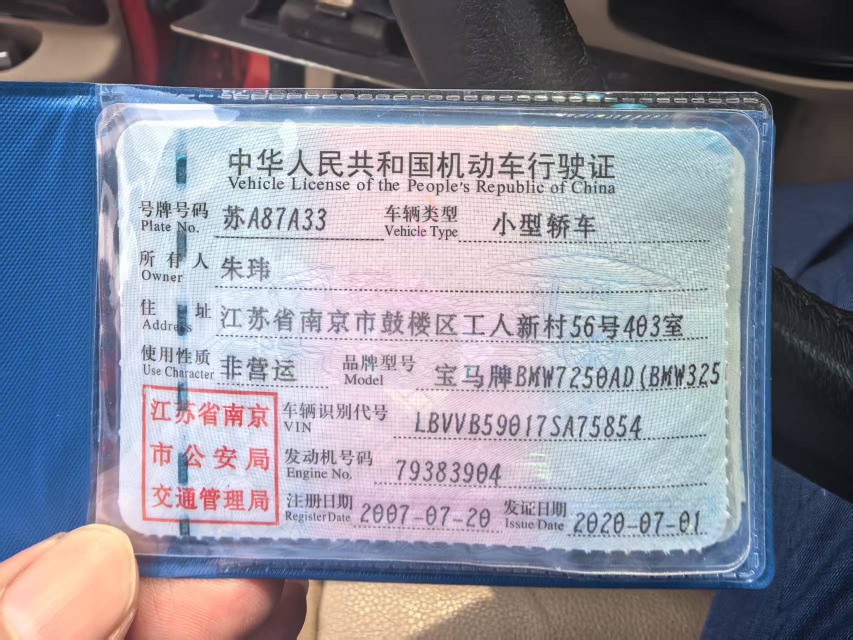 中华人民共和国机动车行驶证
Vehicle License of the People's Republic of China
号牌号码 苏A87A33 车辆类型 小型轿车
Plate No. Vehicle Type
所有人 朱玮
Owner
住址 江苏省南京市鼓楼区工人新村56号403室
Address
使用性质 非营运 品牌型号 宝马牌BMW7250AD(BMW325
Use Character Model
江苏省南京
市公安局
交通管理局
车辆识别代号 LBVVB59017SA75854
VIN
发动机号码 79383904
Engine No.
注册日期 2007-07-20 发证日期 2020-07-01
Register Date Issue Date